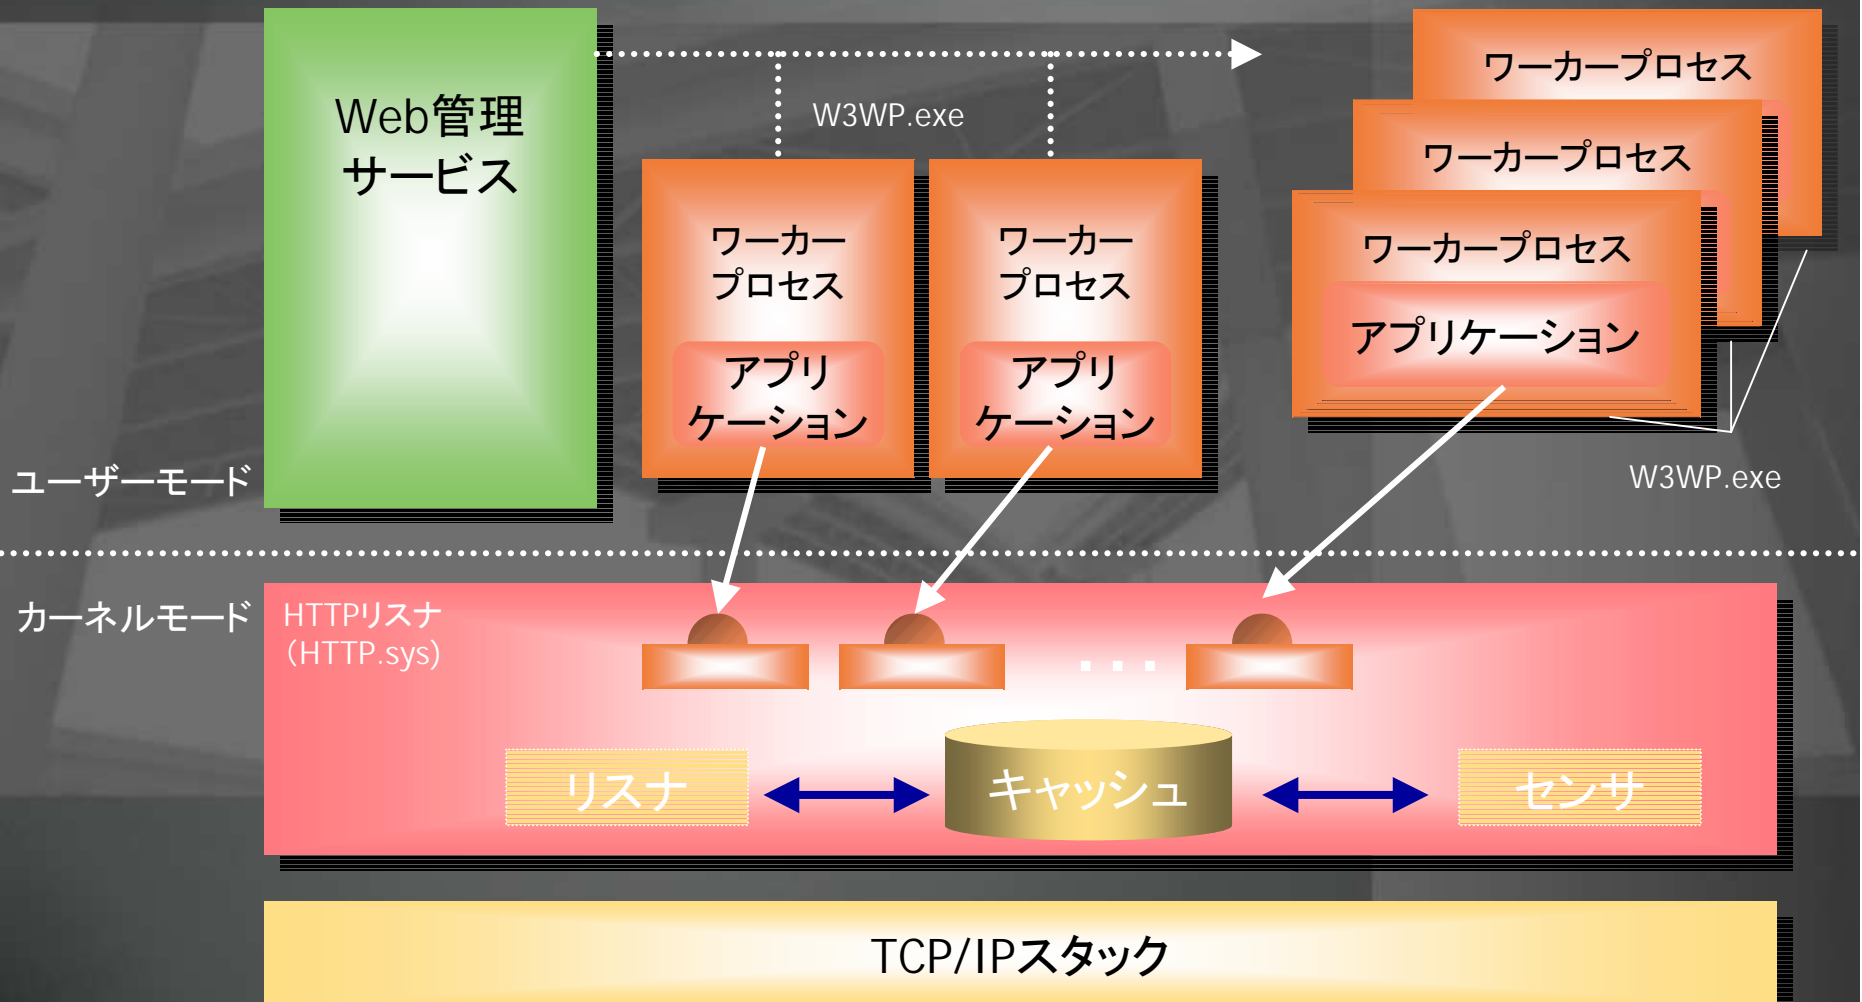 Web管理
サービス
W3WP.exe
ワーカー
プロセス
アプリ
ケーション
ワーカー
プロセス
アプリ
ケーション
ワーカープロセス
ワーカープロセス
ワーカープロセス
アプリケーション
W3WP.exe
ユーザーモード
カーネルモード
HTTPリスナ
（HTTP.sys)
...
リスナ
キャッシュ
センサ
TCP/IPスタック